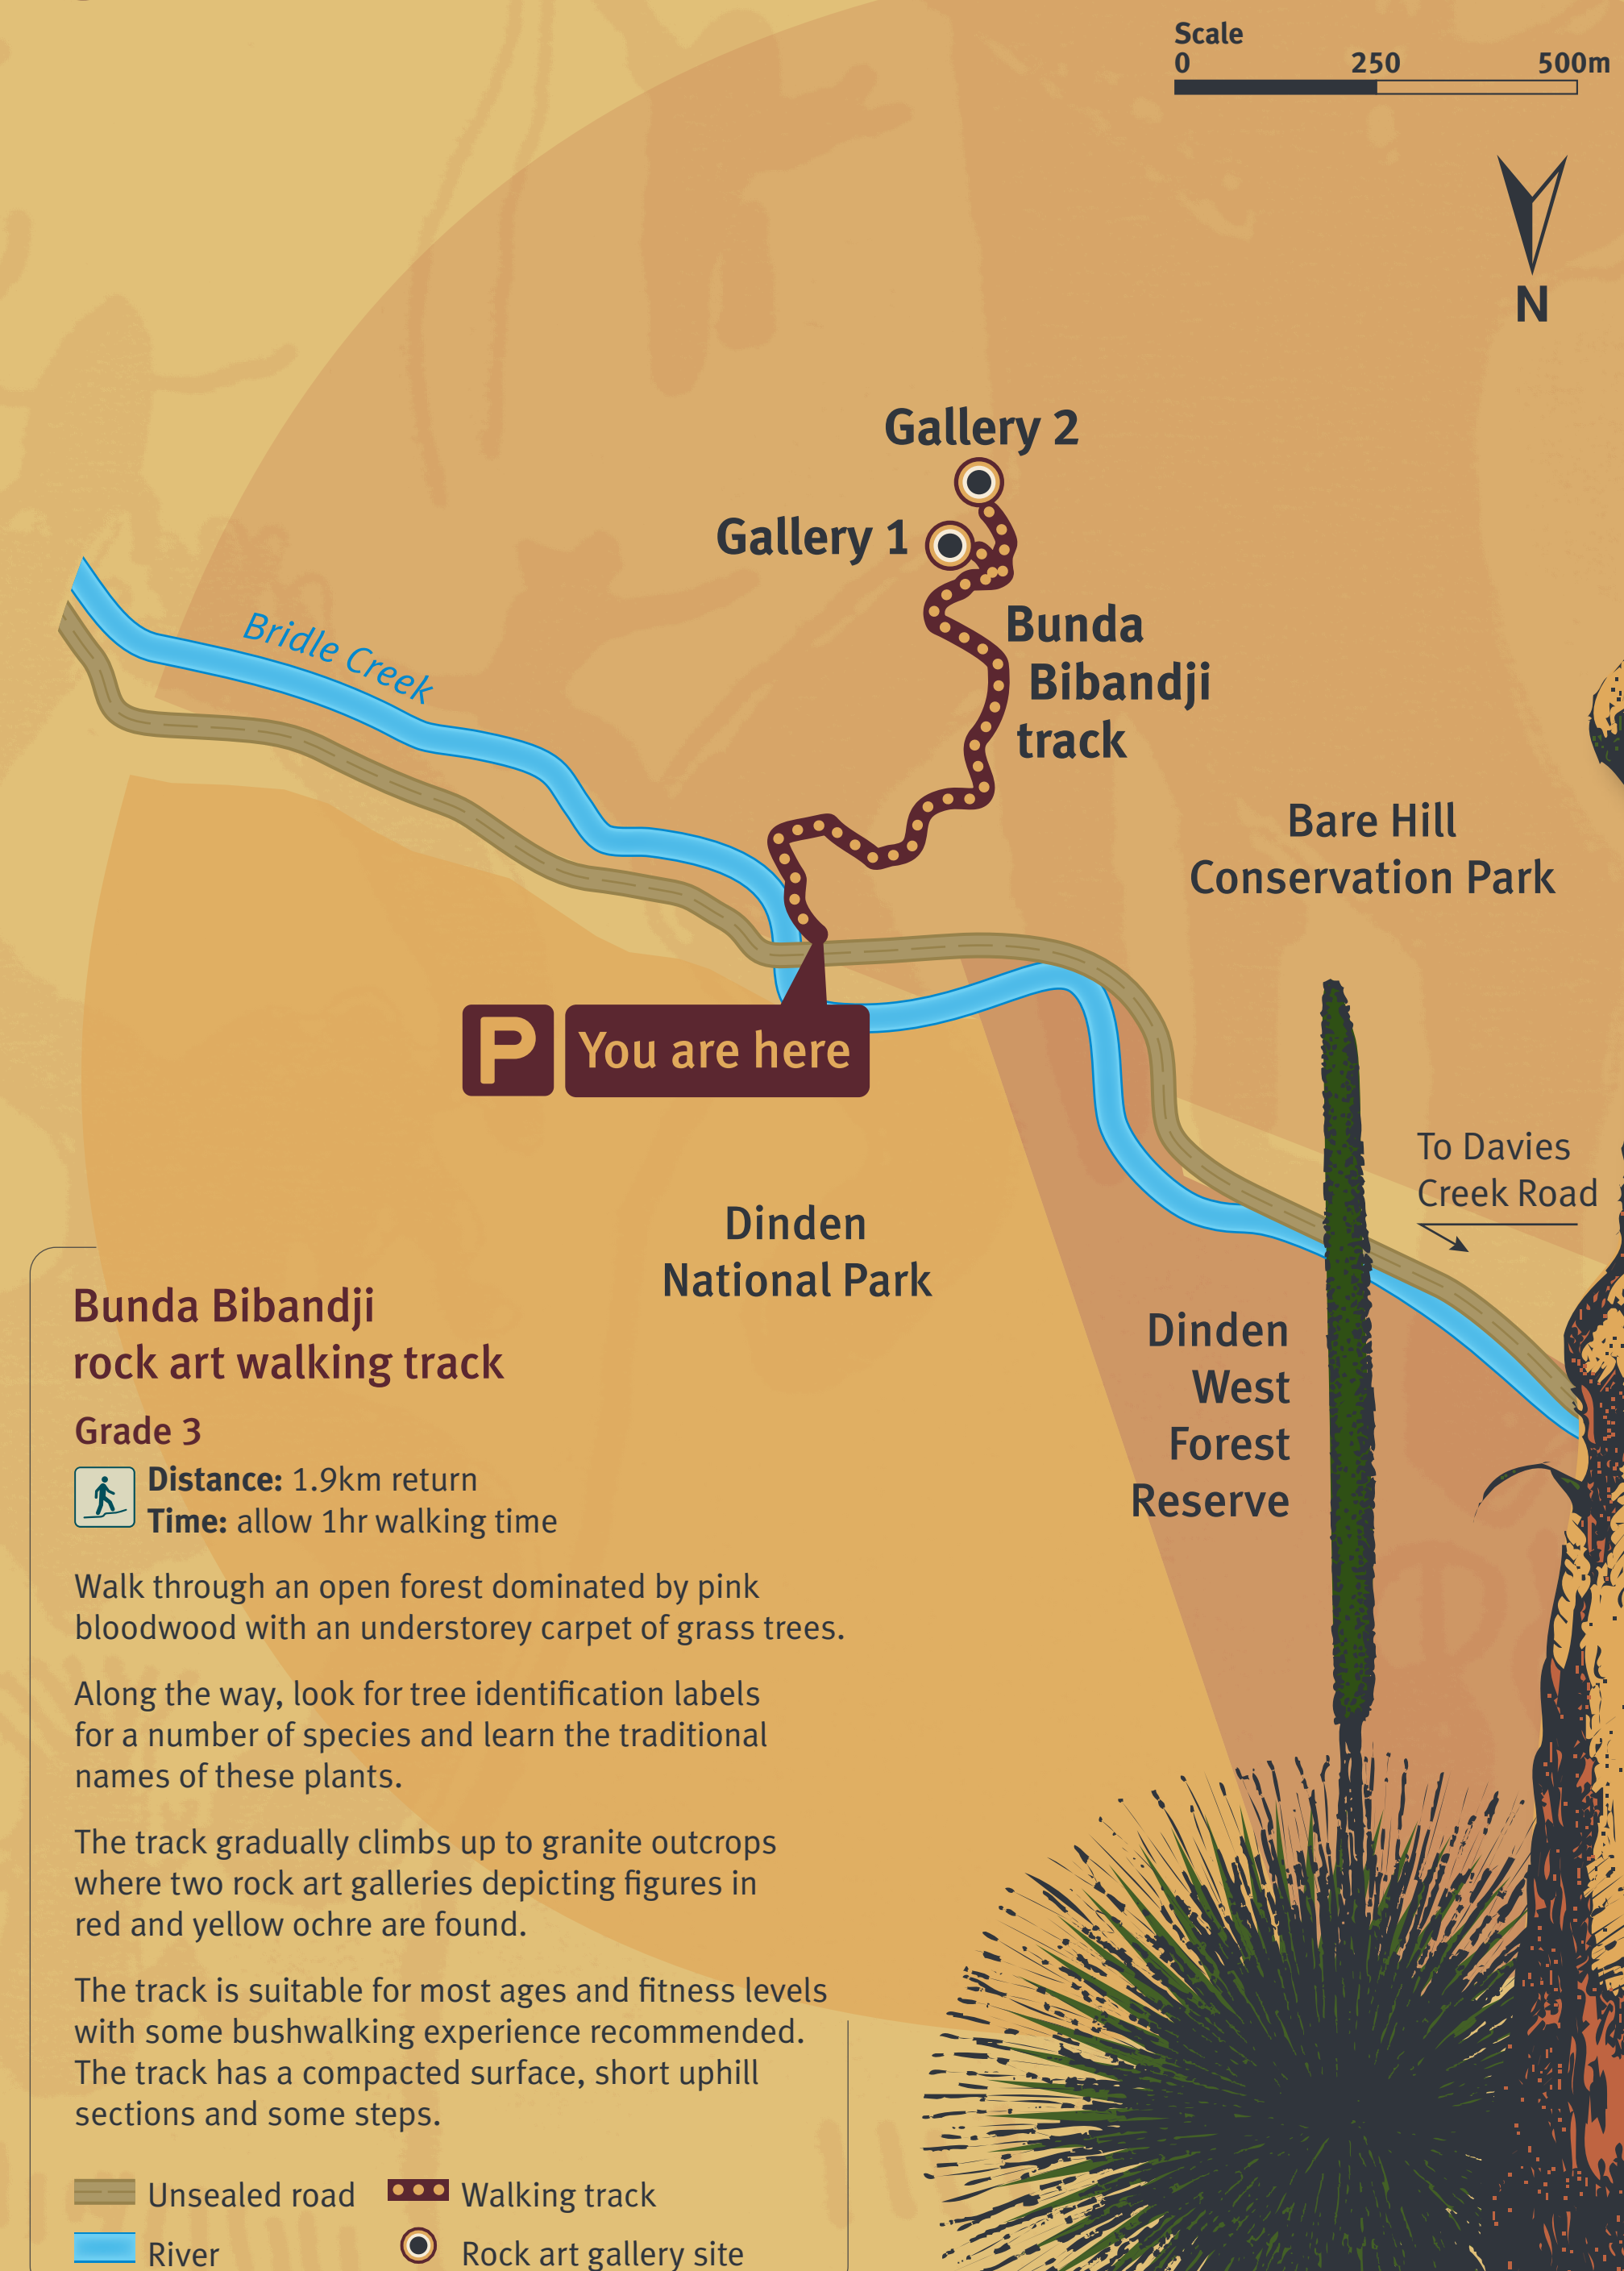 Scale
0 250 500m
N
Gallery 2
Gallery 1
Bunda
Bibandji
track
Bridle Creek
Bare Hill
Conservation Park
P You are here
To Davies
Creek Road
Dinden
National Park
Dinden
West
Forest
Reserve
Bunda Bibandji
rock art walking track
Grade 3
Distance: 1.9km return
Time: allow 1hr walking time
Walk through an open forest dominated by pink
bloodwood with an understorey carpet of grass trees.
Along the way, look for tree identification labels
for a number of species and learn the traditional
names of these plants.
The track gradually climbs up to granite outcrops
where two rock art galleries depicting figures in
red and yellow ochre are found.
The track is suitable for most ages and fitness levels
with some bushwalking experience recommended.
The track has a compacted surface, short uphill
sections and some steps.
Unsealed road Walking track
River Rock art gallery site